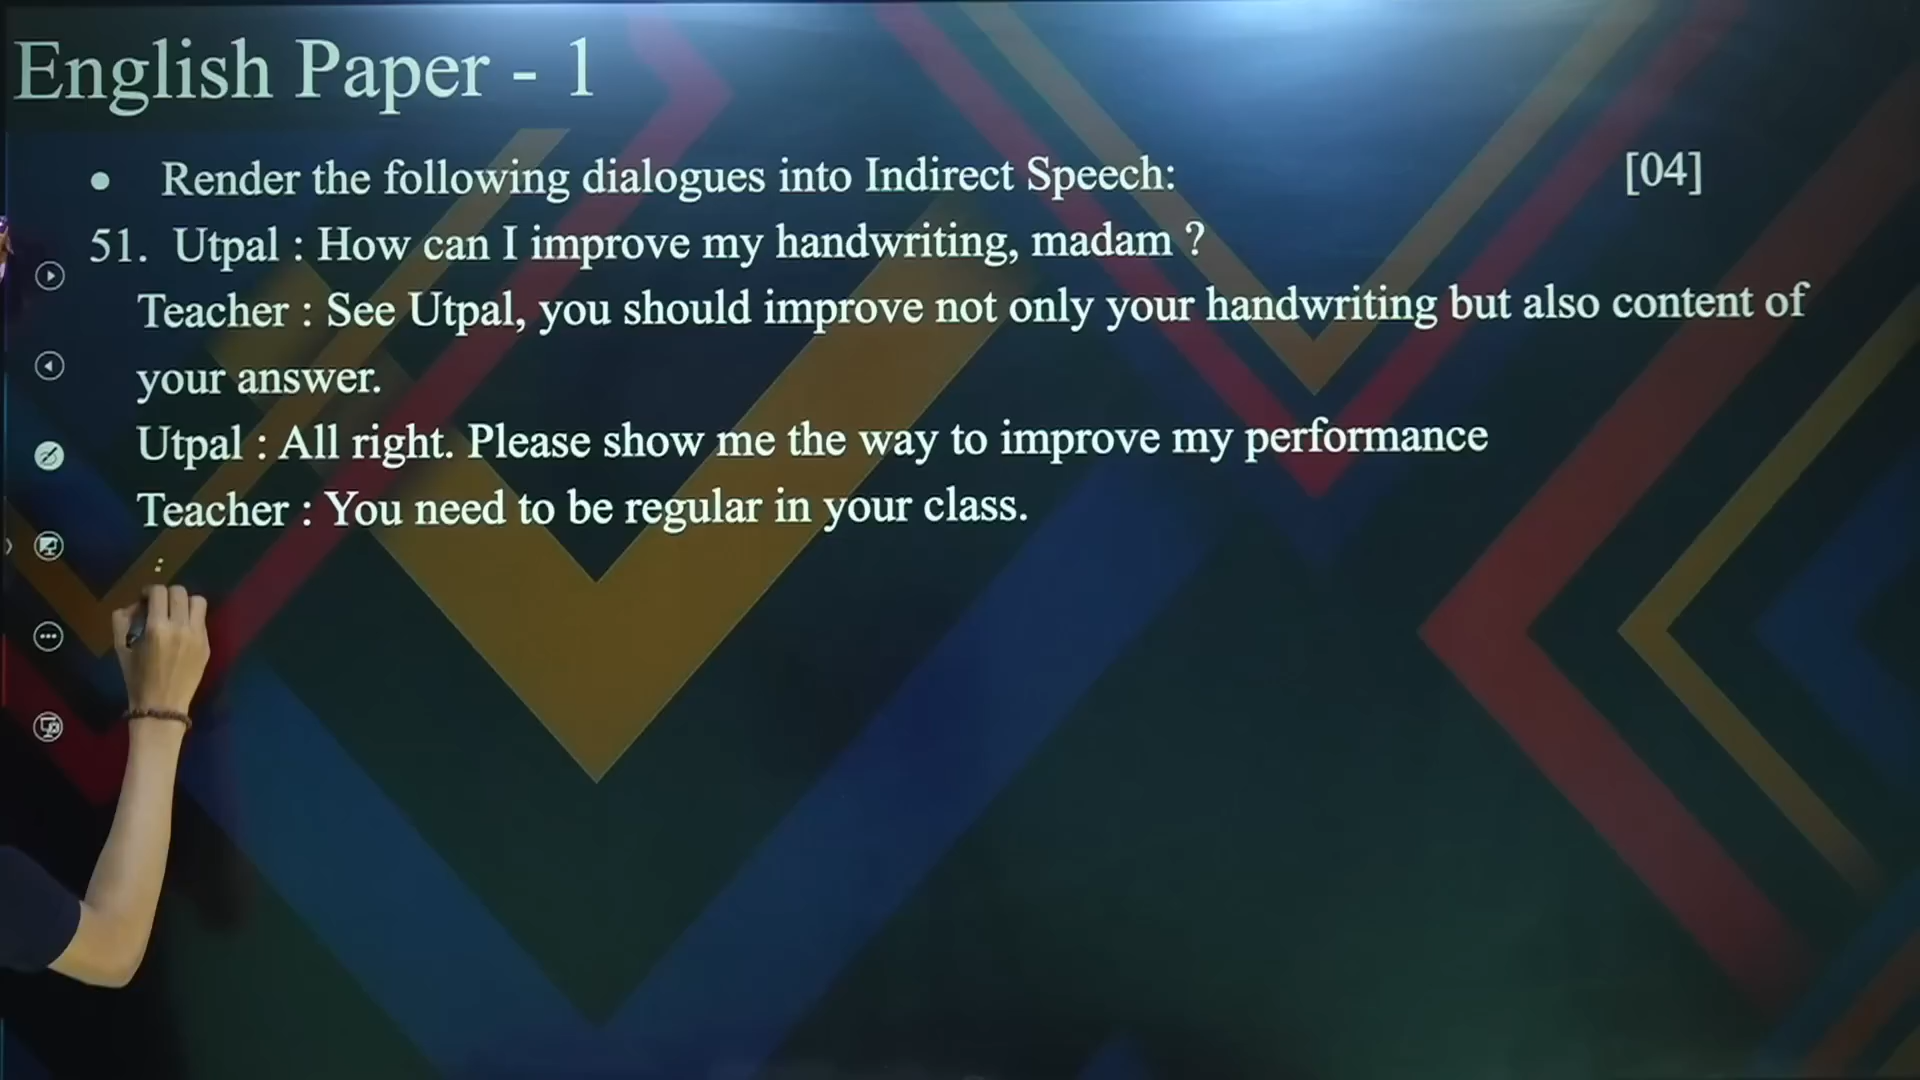 English Paper - 1
• Render the following dialogues into Indirect Speech: [04]
51. Utpal : How can I improve my handwriting, madam ?
Teacher : See Utpal, you should improve not only your handwriting but also content of
your answer.
Utpal : All right. Please show me the way to improve my performance
Teacher : You need to be regular in your class.
: